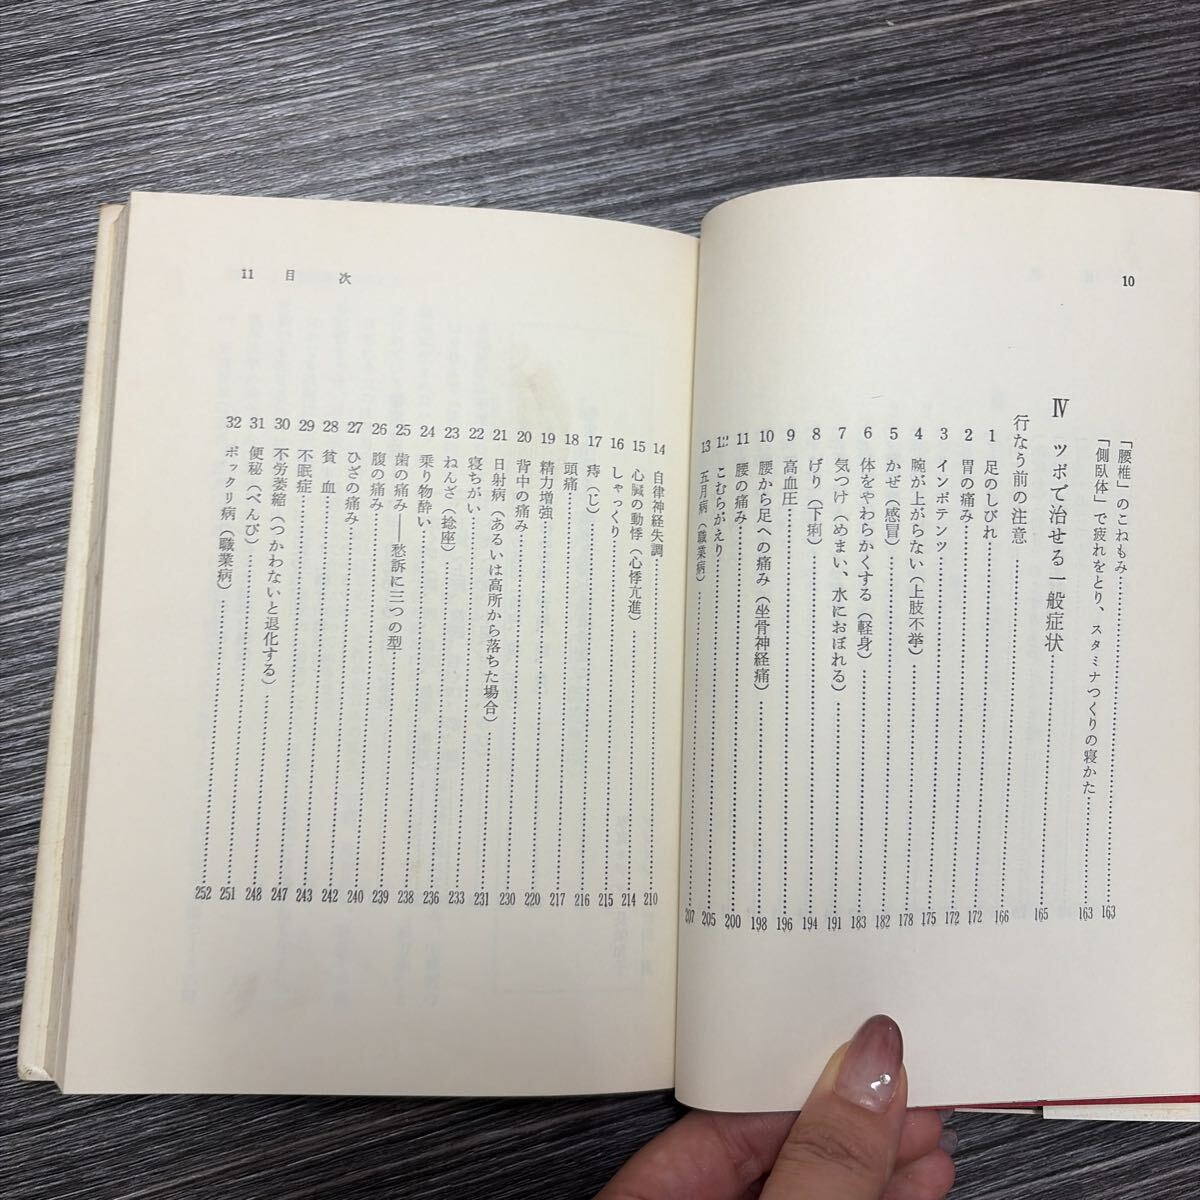 10
「腰椎」のこねもみ…………163
「側臥体」で疲れをとり、スタミナつくりの寝かた…………163
Ⅳ ツボで治せる一般症状…………165
行なう前の注意…………166
1 足のしびれ…………172
2 胃の痛み…………172
3 インポテンツ…………175
4 腕が上がらない(上肢不挙)…………178
5 かぜ(感冒)…………182
6 体をやわらかくする(軽身)…………183
7 気つけ(めまい、水におぼれる)…………191
8 げり(下痢)…………194
9 高血圧…………196
10 腰から足への痛み(坐骨神経痛)…………198
11 腰の痛み…………200
12 こむらがえり…………205
13 五月病(職業病)…………207
11 目 次
14 自律神経失調…………210
15 心臓の動悸(心悸亢進)…………214
16 しゃっくり…………215
17 痔(じ)…………216
18 頭痛…………217
19 精力増強…………220
20 背中の痛み…………230
21 日射病(あるいは高所から落ちた場合)…………231
22 寝ちがい…………233
23 ねんざ(捻座)…………236
24 乗り物酔い…………238
25 歯の痛み――愁訴に三つの型…………239
26 腹の痛み…………240
27 ひざの痛み…………242
28 貧 血…………243
29 不眠症…………247
30 不労萎縮(つかわないと退化する)…………248
31 便秘(べんぴ)…………251
32 ポックリ病(職業病)…………252